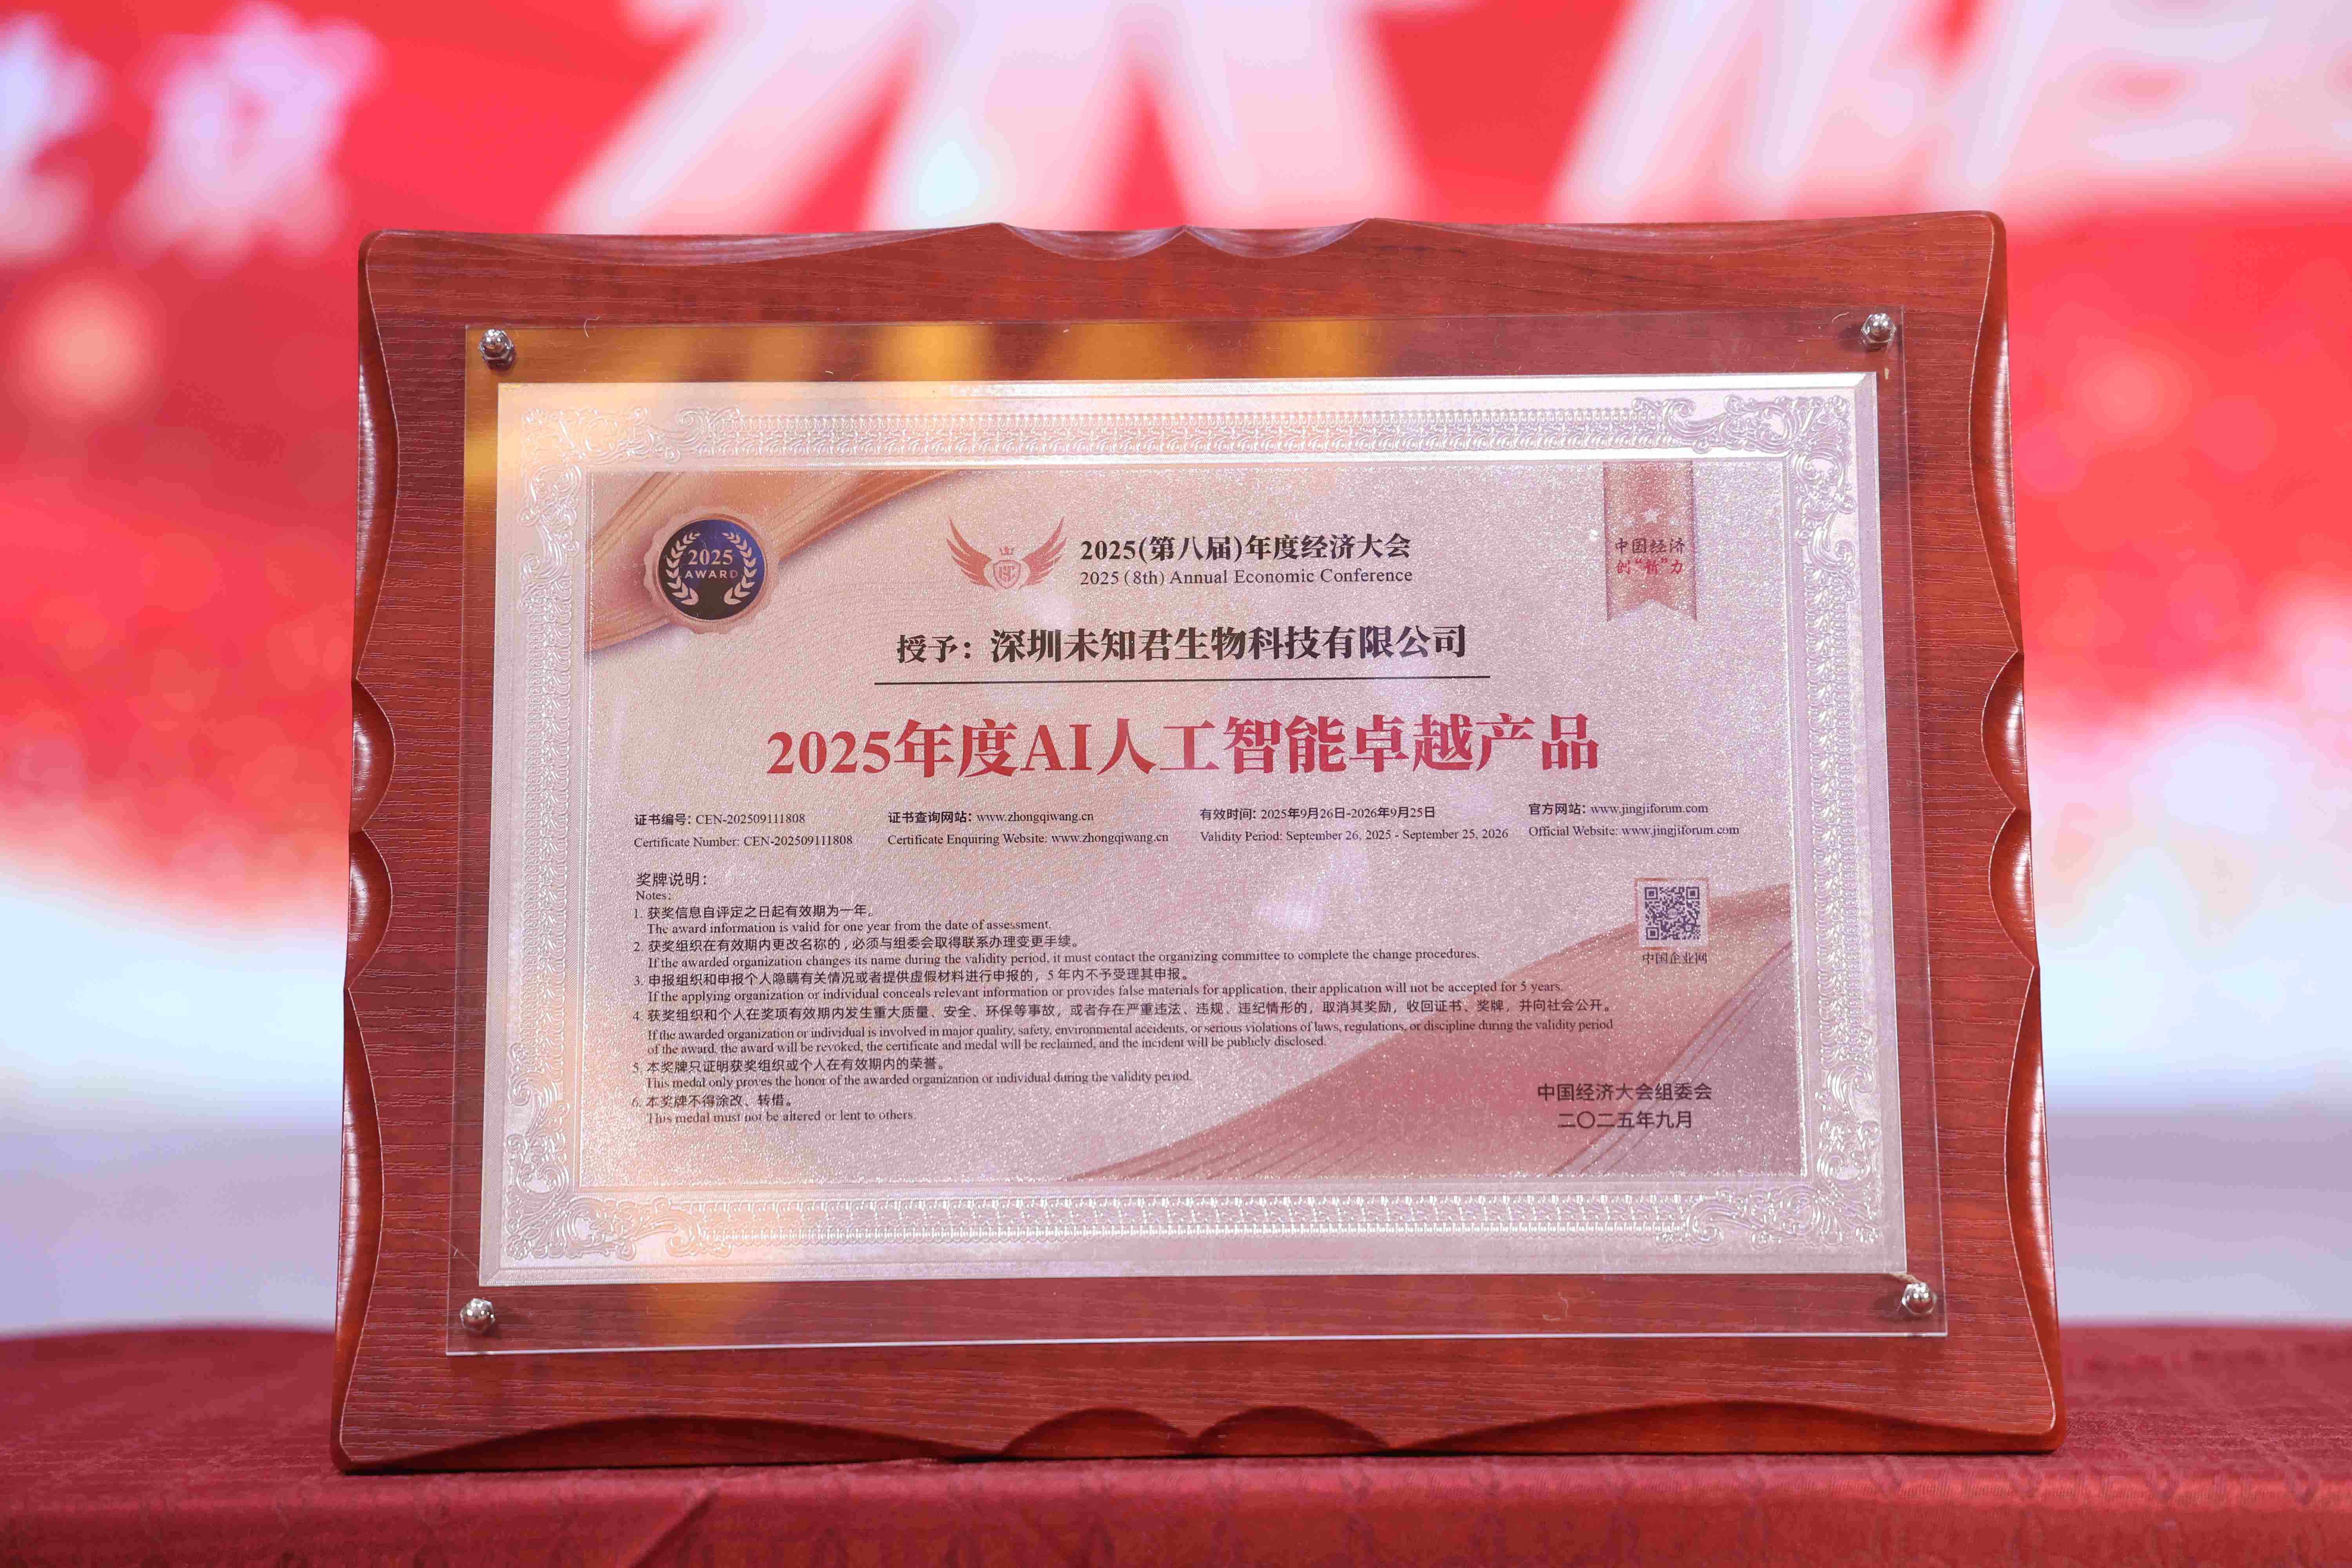 2025
AWARD
2025(第八届)年度经济大会
2025 (8th) Annual Economic Conference
中国经济
创“新”力
授予：深圳未知君生物科技有限公司
2025年度AI人工智能卓越产品
证书编号: CEN-202509111808
Certificate Number: CEN-202509111808
证书查询网站: www.zhongqiwang.cn
Certificate Enquiring Website: www.zhongqiwang.cn
有效时间: 2025年9月26日-2026年9月25日
Validity Period: September 26, 2025 - September 25, 2026
官方网站: www.jingjiforum.com
Official Website: www.jingjiforum.com
奖牌说明：
Notes:
1. 获奖信息自评定之日起有效期为一年。
The award information is valid for one year from the date of assessment.
2. 获奖组织在有效期内更改名称的，必须与组委会取得联系办理变更手续。
If the awarded organization changes its name during the validity period, it must contact the organizing committee to complete the change procedures.
3. 申报组织和申报个人隐瞒有关情况或者提供虚假材料进行申报的，5 年内不予受理其申报。
If the applying organization or individual conceals relevant information or provides false materials for application, their application will not be accepted for 5 years.
4. 获奖组织和个人在奖项有效期内发生重大质量、安全、环保等事故，或者存在严重违法、违规、违纪情形的，取消其奖励，收回证书、奖牌，并向社会公开。
If the awarded organization or individual is involved in major quality, safety, environmental accidents, or serious violations of laws, regulations, or discipline during the validity period
of the award, the award will be revoked, the certificate and medal will be reclaimed, and the incident will be publicly disclosed.
5. 本奖牌只证明获奖组织或个人在有效期内的荣誉。
This medal only proves the honor of the awarded organization or individual during the validity period.
6. 本奖牌不得涂改、转借。
This medal must not be altered or lent to others.
中国企业网
中国经济大会组委会
二〇二五年九月